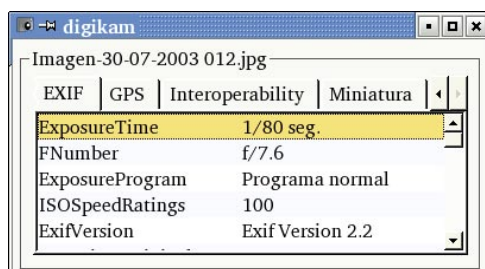 digikam
Imagen-30-07-2003 012.jpg
EXIF GPS Interoperability Miniatura
ExposureTime 1/80 seg.
FNumber f/7.6
ExposureProgram Programa normal
ISOSpeedRatings 100
ExifVersion Exif Version 2.2